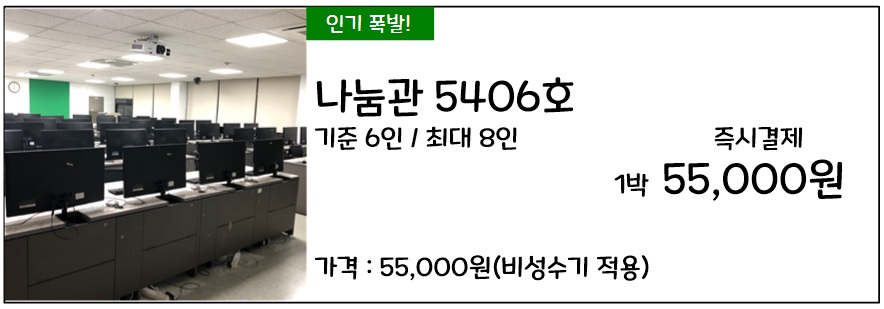 인기 폭발!
나눔관 5406호
기준 6인 / 최대 8인
즉시결제
1박 55,000원
가격 : 55,000원(비성수기 적용)